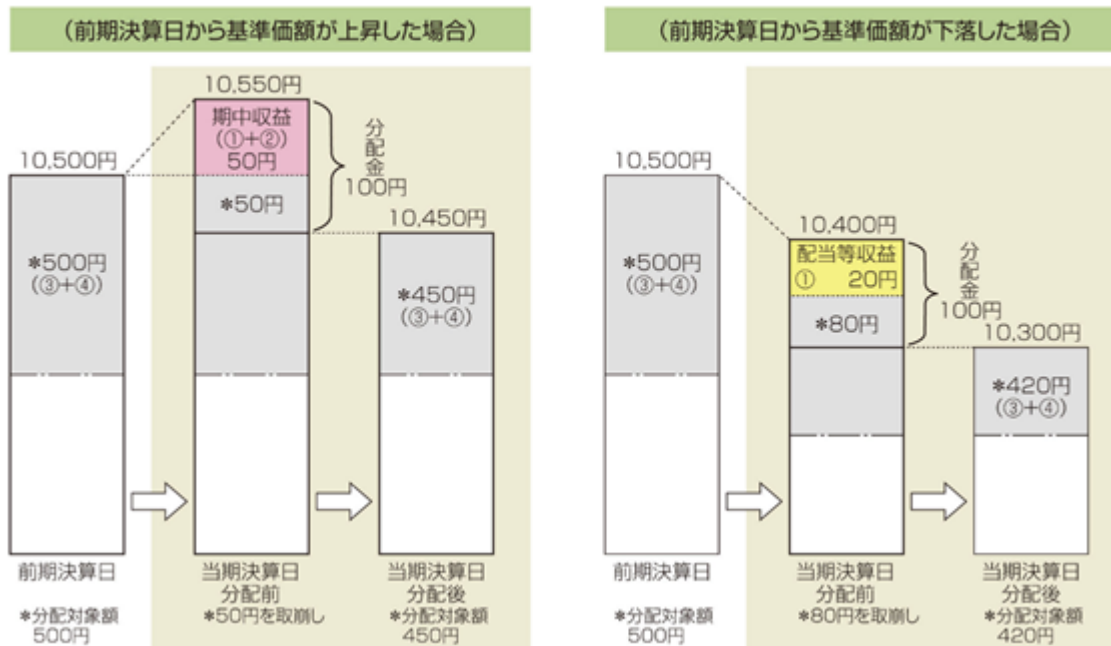 (前期決算日から基準価額が上昇した場合)
10,550円
期中収益
(①+②)
50円
10,500円
*50円
分配金
100円
10,450円
*500円
(③+④)
*450円
(③+④)
前期決算日
*分配対象額
500円
当期決算日
分配前
*50円を取崩し
当期決算日
分配後
*分配対象額
450円
(前期決算日から基準価額が下落した場合)
10,500円
10,400円
配当等収益
① 20円
*80円
分配金
100円
10,300円
*500円
(③+④)
*420円
(③+④)
前期決算日
*分配対象額
500円
当期決算日
分配前
*80円を取崩し
当期決算日
分配後
*分配対象額
420円